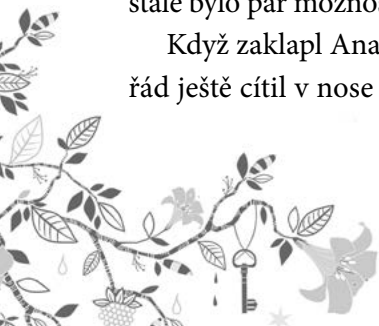 stále bylo pár možnos
Když zaklapl Ana
řád ještě cítil v nose